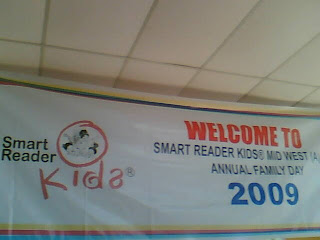 Smart
Reader
Kids®
WELCOME TO
SMART READER KIDS® MID WEST (A
ANNUAL FAMILY DAY
2009